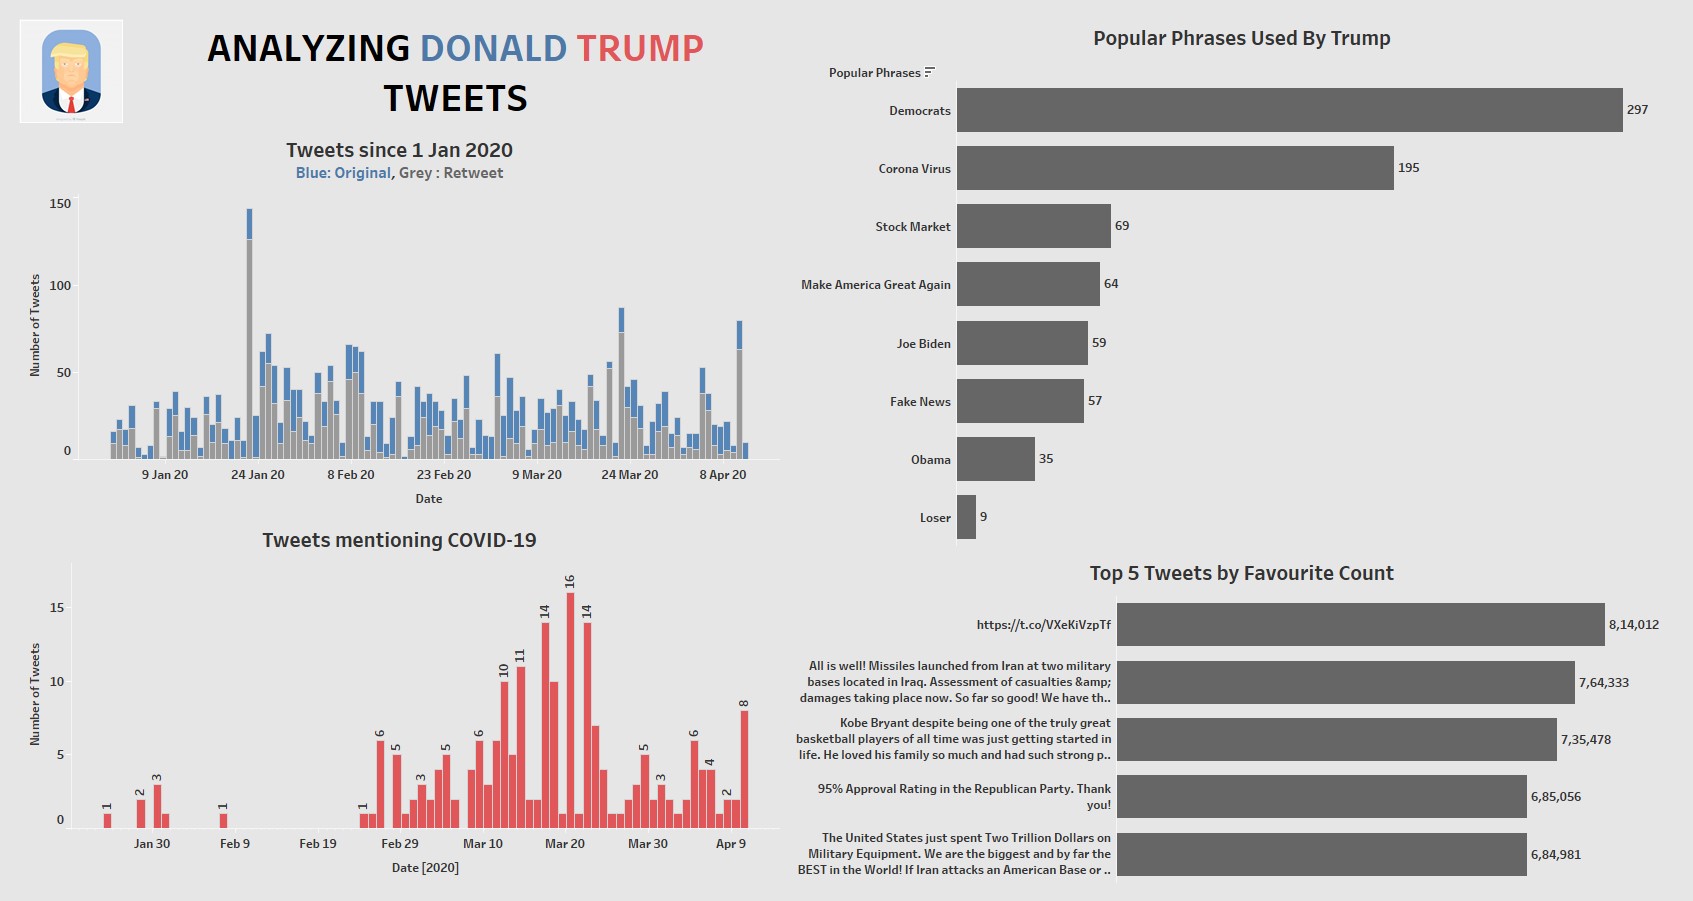 ANALYZING DONALD TRUMP
TWEETS
Tweets since 1 Jan 2020
Blue: Original, Grey : Retweet
150
100
50
0
Number of Tweets
9 Jan 20
24 Jan 20
8 Feb 20
23 Feb 20
9 Mar 20
24 Mar 20
8 Apr 20
Date
Tweets mentioning COVID-19
15
10
5
0
Number of Tweets
1
2
3
1
1
6
5
3
5
6
10
11
14
16
14
5
3
6
4
2
8
Jan 30
Feb 9
Feb 19
Feb 29
Mar 10
Mar 20
Mar 30
Apr 9
Date [2020]
Popular Phrases Used By Trump
Popular Phrases
Democrats
297
Corona Virus
195
Stock Market
69
Make America Great Again
64
Joe Biden
59
Fake News
57
Obama
35
Loser
9
Top 5 Tweets by Favourite Count
https://t.co/VXeKiVzpTf
8,14,012
All is well! Missiles launched from Iran at two military
bases located in Iraq. Assessment of casualties &amp;
damages taking place now. So far so good! We have th..
7,64,333
Kobe Bryant despite being one of the truly great
basketball players of all time was just getting started in
life. He loved his family so much and had such strong p..
7,35,478
95% Approval Rating in the Republican Party. Thank
you!
6,85,056
The United States just spent Two Trillion Dollars on
Military Equipment. We are the biggest and by far the
BEST in the World! If Iran attacks an American Base or ..
6,84,981